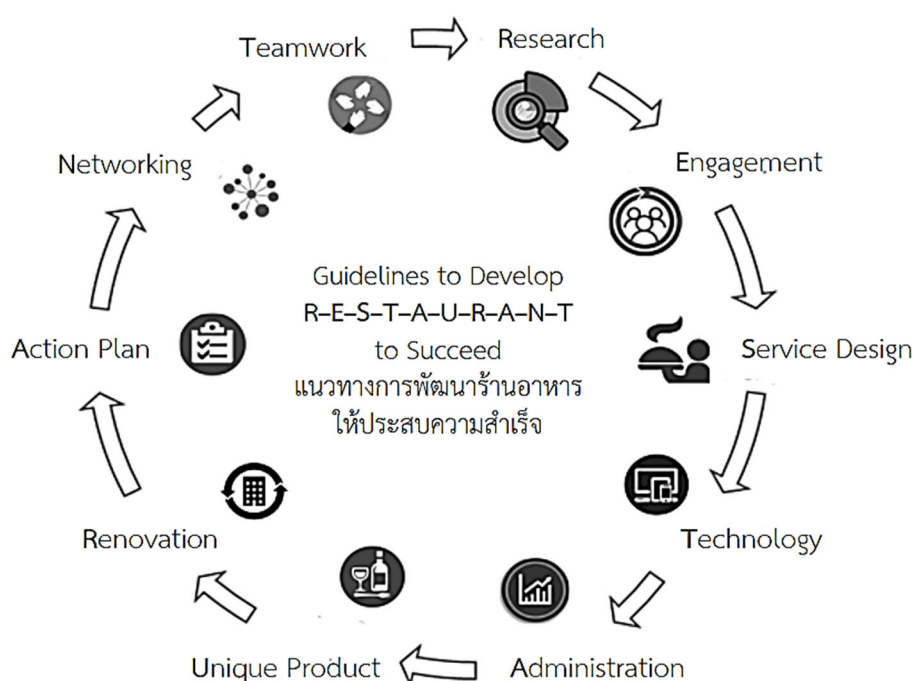 Teamwork
Research
Networking
Engagement
Guidelines to Develop
R–E–S–T–A–U–R–A–N–T
to Succeed
แนวทางการพัฒนาร้านอาหาร
ให้ประสบความสำเร็จ
Action Plan
Service Design
Renovation
Technology
Unique Product
Administration